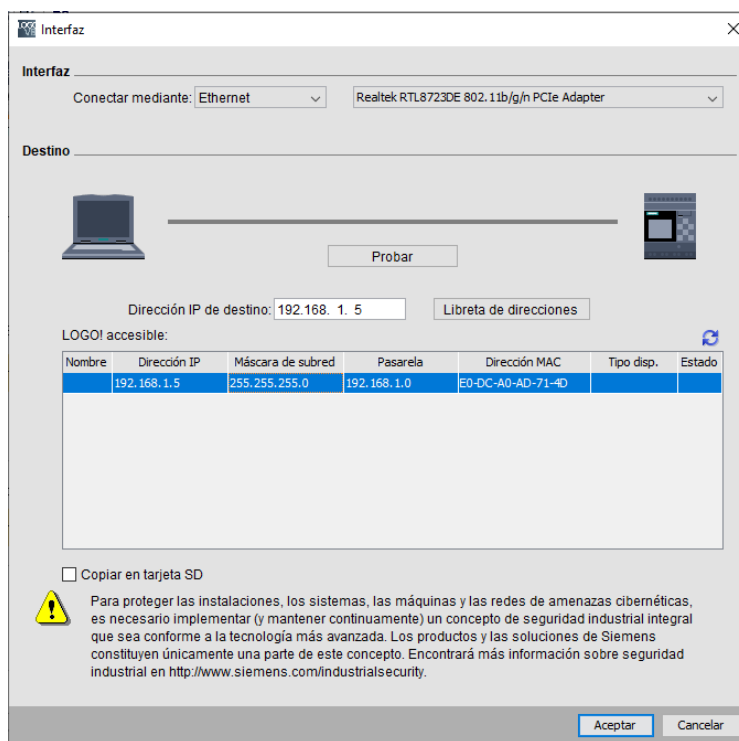 Interfaz
Interfaz
Conectar mediante: Ethernet Realtek RTL8723DE 802.11b/g/n PCIe Adapter
Destino
Probar
Dirección IP de destino: 192.168. 1. 5 Libreta de direcciones
LOGO! accesible:
Nombre Dirección IP Máscara de subred Pasarela Dirección MAC Tipo disp. Estado
192.168.1.5 255.255.255.0 192.168.1.0 E0-DC-A0-AD-71-4D
Copiar en tarjeta SD
Para proteger las instalaciones, los sistemas, las máquinas y las redes de amenazas cibernéticas,
es necesario implementar (y mantener continuamente) un concepto de seguridad industrial integral
que sea conforme a la tecnología más avanzada. Los productos y las soluciones de Siemens
constituyen únicamente una parte de este concepto. Encontrará más información sobre seguridad
industrial en http://www.siemens.com/industrialsecurity.
Aceptar Cancelar